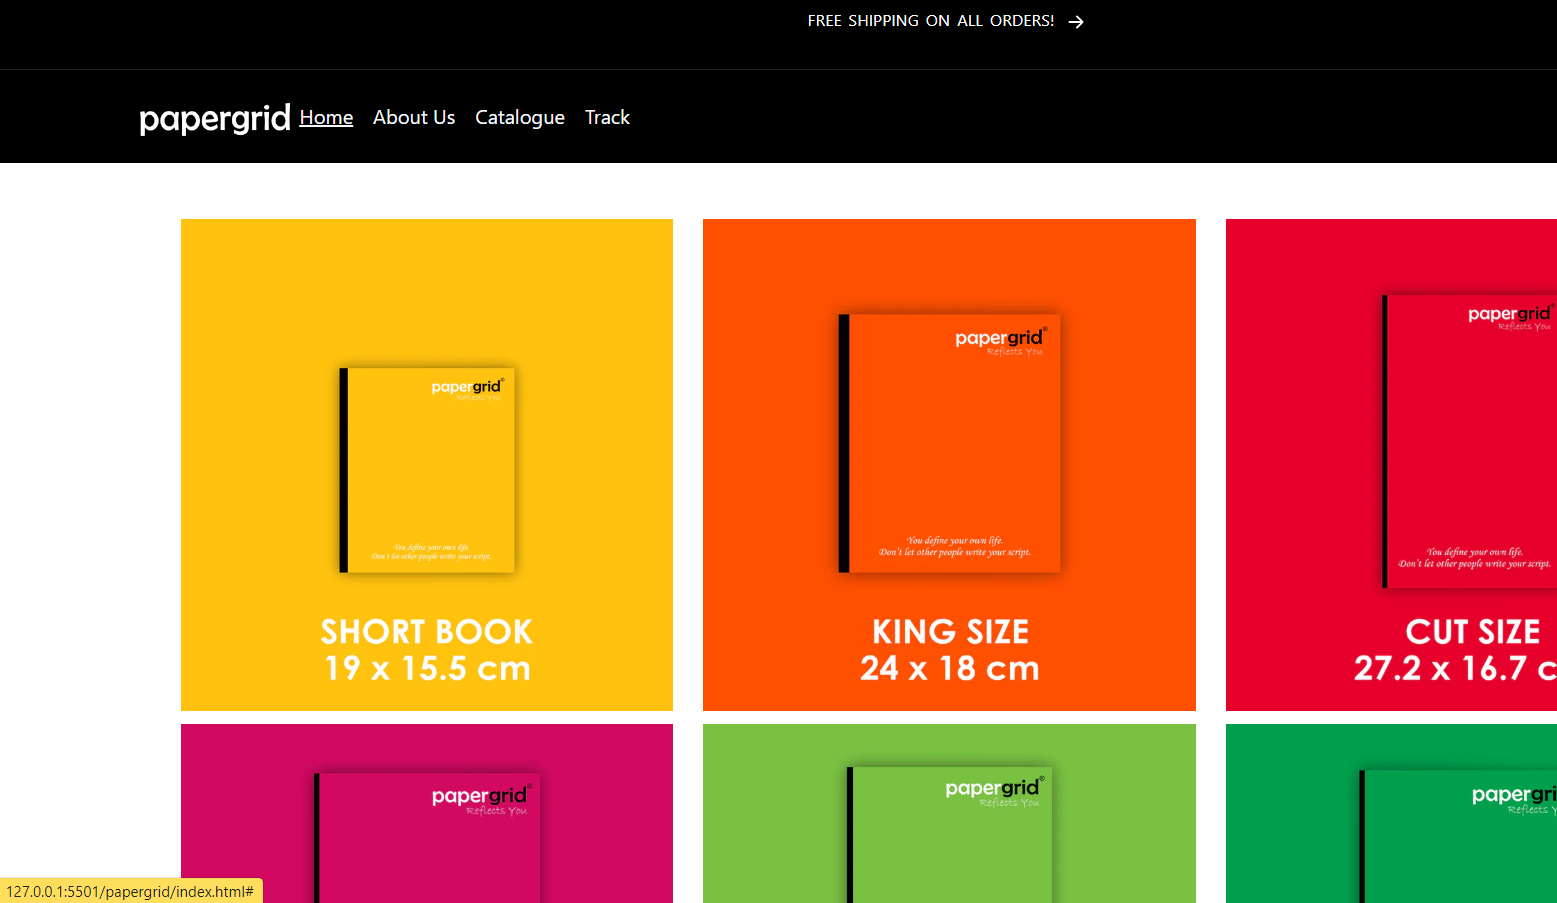 FREE SHIPPING ON ALL ORDERS! →
papergrid Home About Us Catalogue Track
papergrid®
Reflects You
You define your own life.
Don't let other people write your script.
SHORT BOOK
19 x 15.5 cm
papergrid®
Reflects You
You define your own life.
Don't let other people write your script.
KING SIZE
24 x 18 cm
papergrid®
Reflects You
You define your own life.
Don't let other people write your script.
CUT SIZE
27.2 x 16.7 c
papergrid®
Reflects You
papergrid®
Reflects You
papergri
Reflects Yo
127.0.0.1:5501/papergrid/index.html#